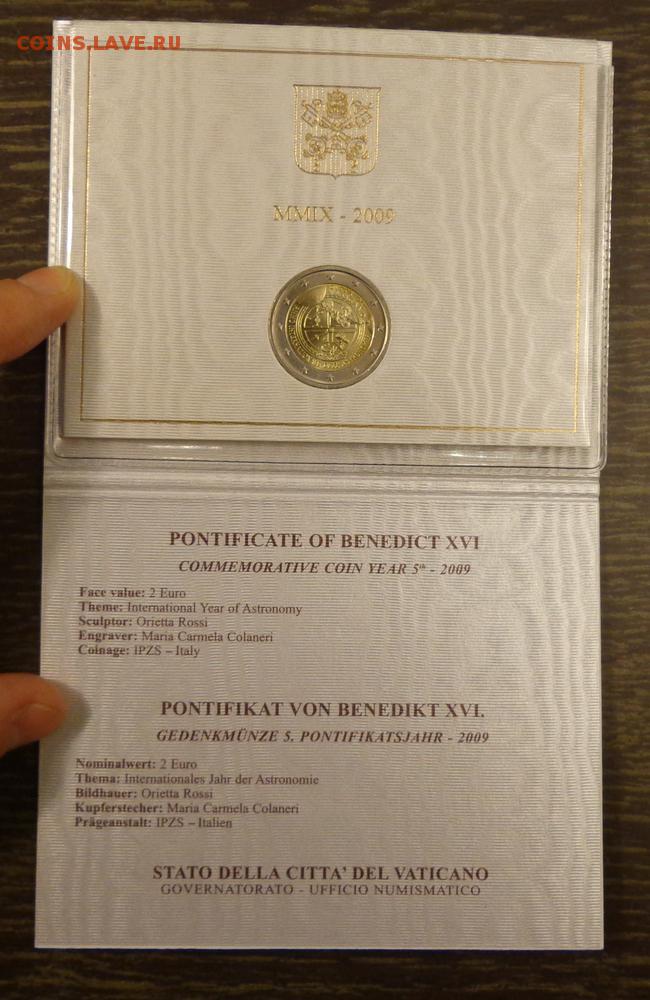 COINS.LAVE.RU
MMIX - 2009
PONTIFICATE OF BENEDICT XVI
COMMEMORATIVE COIN YEAR 5th - 2009
Face value: 2 Euro
Theme: International Year of Astronomy
Sculptor: Orietta Rossi
Engraver: Maria Carmela Colaneri
Coinage: IPZS – Italy
PONTIFIKAT VON BENEDIKT XVI.
GEDENKMÜNZE 5. PONTIFIKATSJAHR - 2009
Nominalwert: 2 Euro
Thema: Internationales Jahr der Astronomie
Bildhauer: Orietta Rossi
Kupferstecher: Maria Carmela Colaneri
Prägeanstalt: IPZS – Italien
STATO DELLA CITTA' DEL VATICANO
GOVERNATORATO - UFFICIO NUMISMATICO